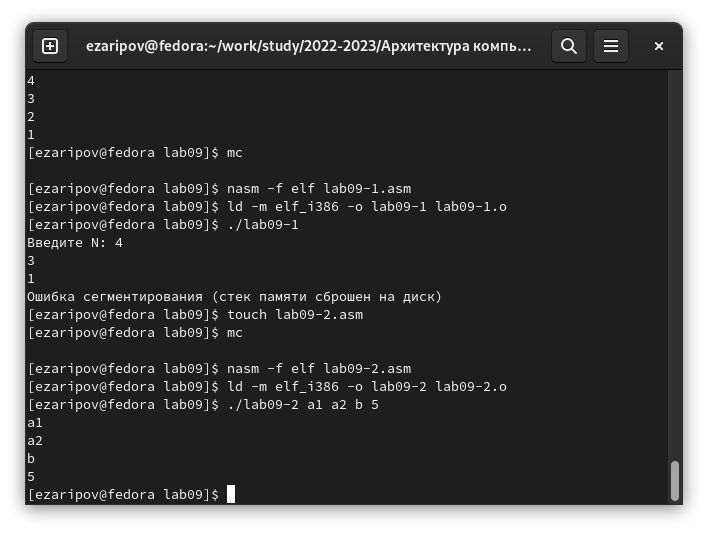 ezaripov@fedora:~/work/study/2022-2023/Архитектура компь…
4
3
2
1
[ezaripov@fedora lab09]$ mc
[ezaripov@fedora lab09]$ nasm -f elf lab09-1.asm
[ezaripov@fedora lab09]$ ld -m elf_i386 -o lab09-1 lab09-1.o
[ezaripov@fedora lab09]$ ./lab09-1
Введите N: 4
3
1
Ошибка сегментирования (стек памяти сброшен на диск)
[ezaripov@fedora lab09]$ touch lab09-2.asm
[ezaripov@fedora lab09]$ mc
[ezaripov@fedora lab09]$ nasm -f elf lab09-2.asm
[ezaripov@fedora lab09]$ ld -m elf_i386 -o lab09-2 lab09-2.o
[ezaripov@fedora lab09]$ ./lab09-2 a1 a2 b 5
a1
a2
b
5
[ezaripov@fedora lab09]$